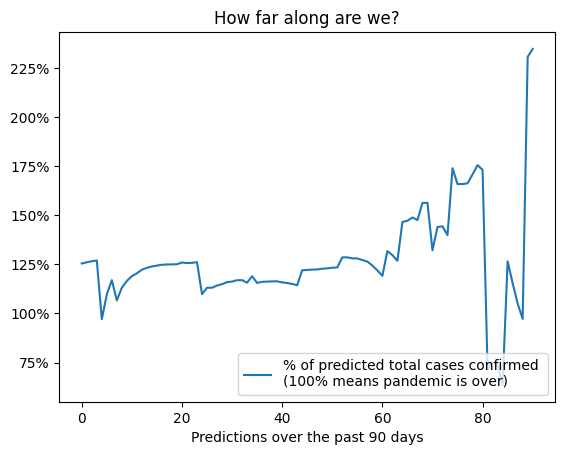 How far along are we?
225%
200%
175%
150%
125%
100%
75%
% of predicted total cases confirmed
(100% means pandemic is over)
0 20 40 60 80
Predictions over the past 90 days